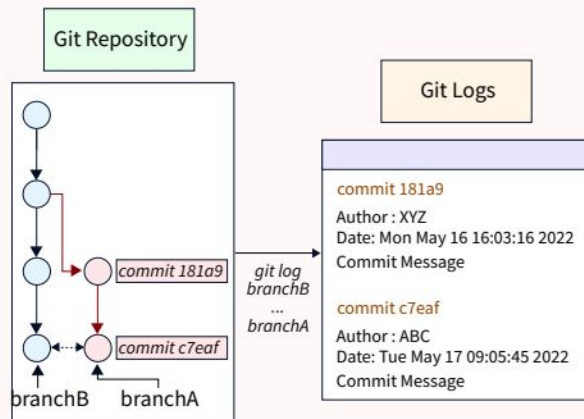 Git Repository
commit 181a9
commit c7eaf
branchB
branchA
git log
branchB
...
branchA
Git Logs
commit 181a9
Author : XYZ
Date: Mon May 16 16:03:16 2022
Commit Message
commit c7eaf
Author : ABC
Date: Tue May 17 09:05:45 2022
Commit Message